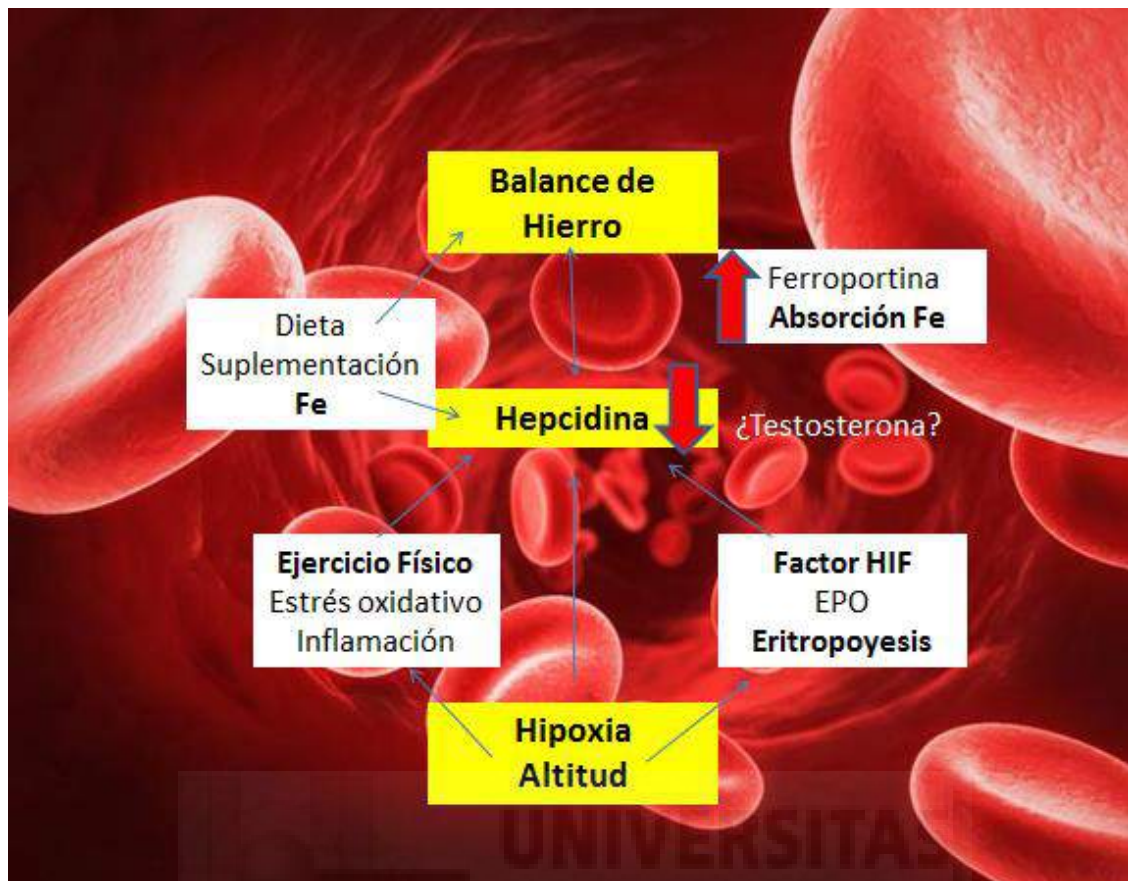 Balance de
Hierro
Ferroportina
Absorción Fe
Dieta
Suplementación
Fe
Hepcidina
¿Testosterona?
Ejercicio Físico
Estrés oxidativo
Inflamación
Factor HIF
EPO
Eritropoyesis
Hipoxia
Altitud
UNIVERSITAS